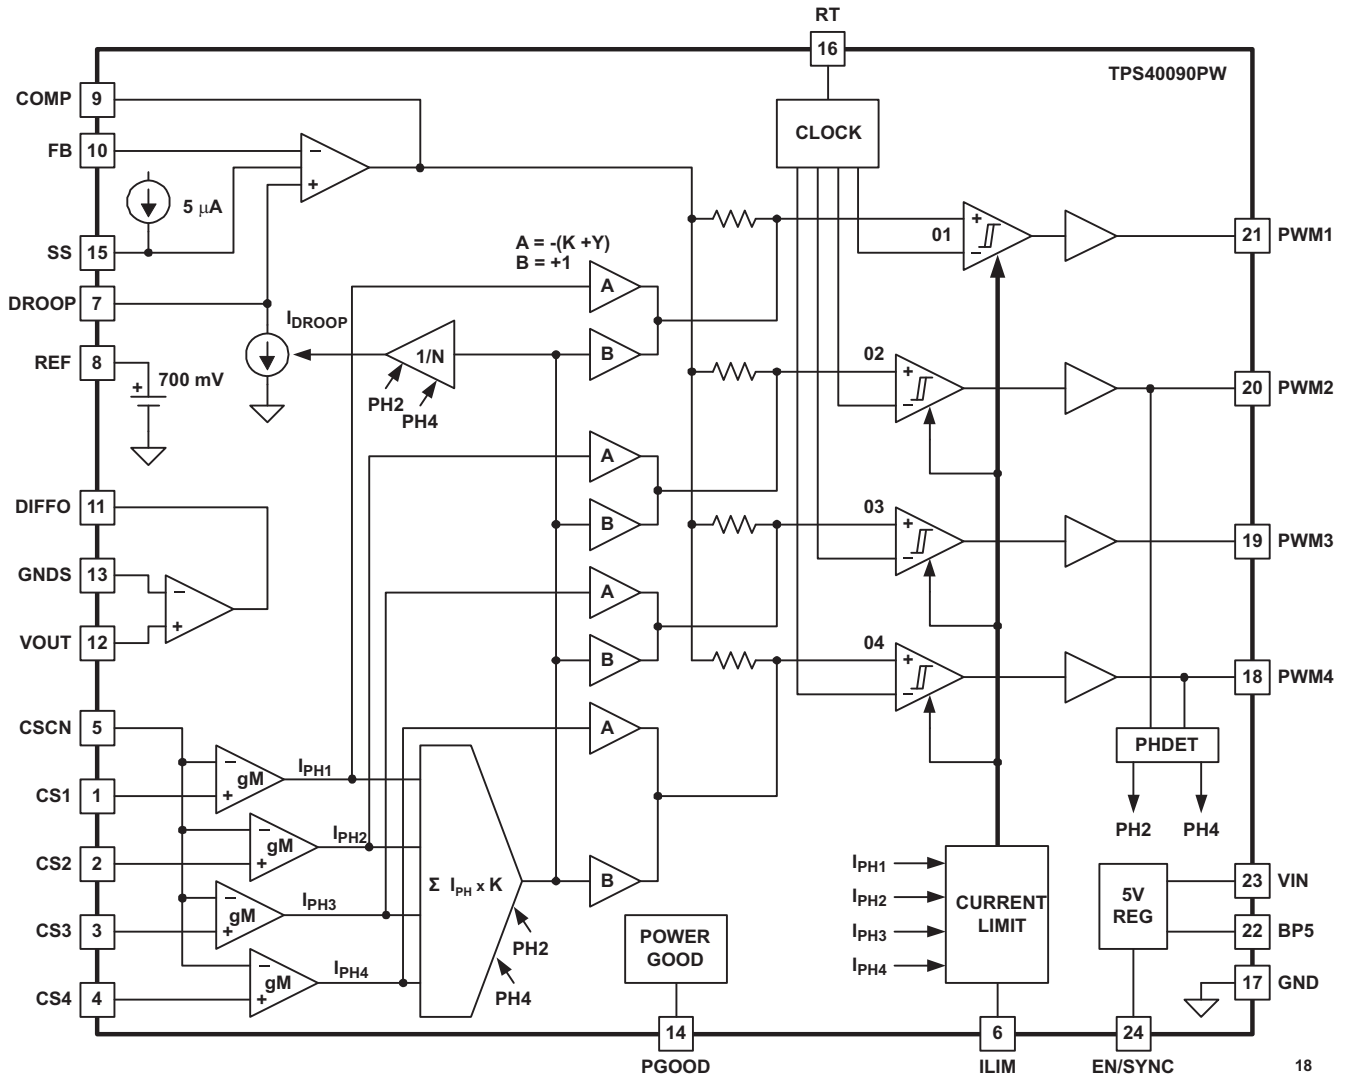 RT
16
TPS40090PW
COMP 9
CLOCK
FB 10
−
+
5 µA
SS 15
A = -(K +Y)
B = +1
01
+
−
21 PWM1
DROOP 7
A
IDROOP
REF 8
1/N
B
02
+
−
20 PWM2
+
700 mV
PH2
PH4
A
DIFFO 11
B
03
+
−
19 PWM3
GNDS 13
−
+
A
VOUT 12
B
04
+
−
18 PWM4
CSCN 5
A
PHDET
−
gM
+
IPH1
CS1 1
PH2 PH4
−
gM
+
IPH2
CS2 2
IPH1
Σ IPH x K
B
23 VIN
−
gM
+
IPH3
IPH2
CURRENT
LIMIT
5V
REG
CS3 3
PH2
POWER
GOOD
IPH3
22 BP5
−
gM
+
IPH4
IPH4
CS4 4
PH4
17 GND
14
6
24
PGOOD
ILIM
EN/SYNC
18